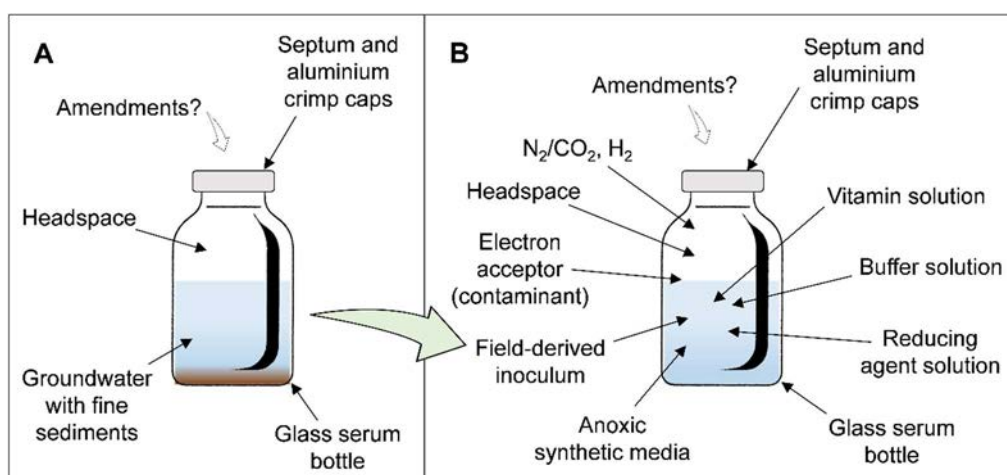 A
Septum and
aluminium
crimp caps
Amendments?
Headspace
Groundwater
with fine
sediments
Glass serum
bottle
B
Septum and
aluminium
crimp caps
Amendments?
N₂/CO₂, H₂
Headspace
Electron
acceptor
(contaminant)
Field-derived
inoculum
Anoxic
synthetic media
Vitamin solution
Buffer solution
Reducing
agent solution
Glass serum
bottle